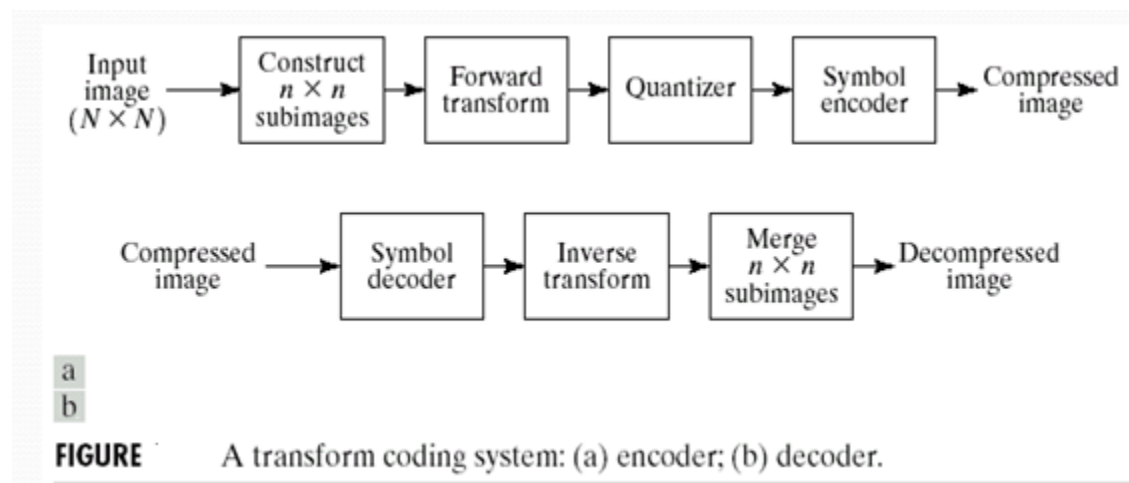 Input
image
(N × N)
Construct
n × n
subimages
Forward
transform
Quantizer
Symbol
encoder
Compressed
image
Compressed
image
Symbol
decoder
Inverse
transform
Merge
n × n
subimages
Decompressed
image
a
b
FIGURE A transform coding system: (a) encoder; (b) decoder.